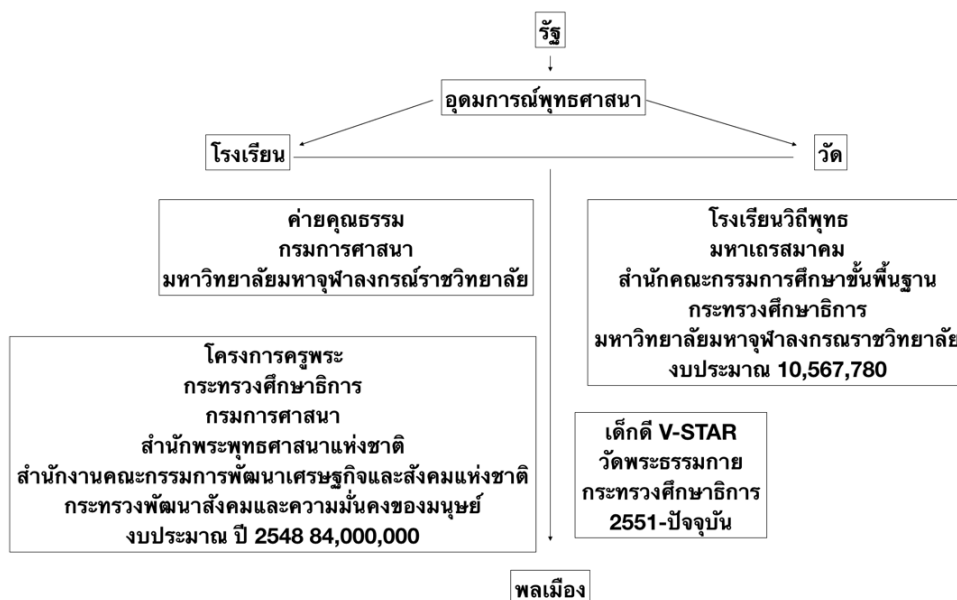 รัฐ
อุดมการณ์พุทธศาสนา
โรงเรียน
วัด
ค่ายคุณธรรม
กรมการศาสนา
มหาวิทยาลัยมหาจุฬาลงกรณ์ราชวิทยาลัย
โรงเรียนวิถีพุทธ
มหาเถรสมาคม
สำนักคณะกรรมการศึกษาขั้นพื้นฐาน
กระทรวงศึกษาธิการ
มหาวิทยาลัยมหาจุฬาลงกรณราชวิทยาลัย
งบประมาณ 10,567,780
โครงการครูพระ
กระทรวงศึกษาธิการ
กรมการศาสนา
สำนักพระพุทธศาสนาแห่งชาติ
สำนักงานคณะกรรมการพัฒนาเศรษฐกิจและสังคมแห่งชาติ
กระทรวงพัฒนาสังคมและความมั่นคงของมนุษย์
งบประมาณ ปี 2548 84,000,000
เด็กดี V-STAR
วัดพระธรรมกาย
กระทรวงศึกษาธิการ
2551-ปัจจุบัน
พลเมือง